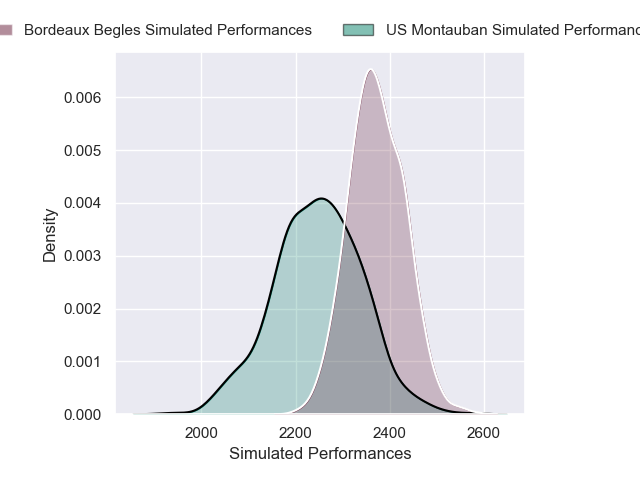 Bordeaux Begles Simulated Performances
US Montauban Simulated
0.006
0.005
0.004
0.003
0.002
0.001
0.000
Density
2000
2200
2400
2600
Simulated Performances